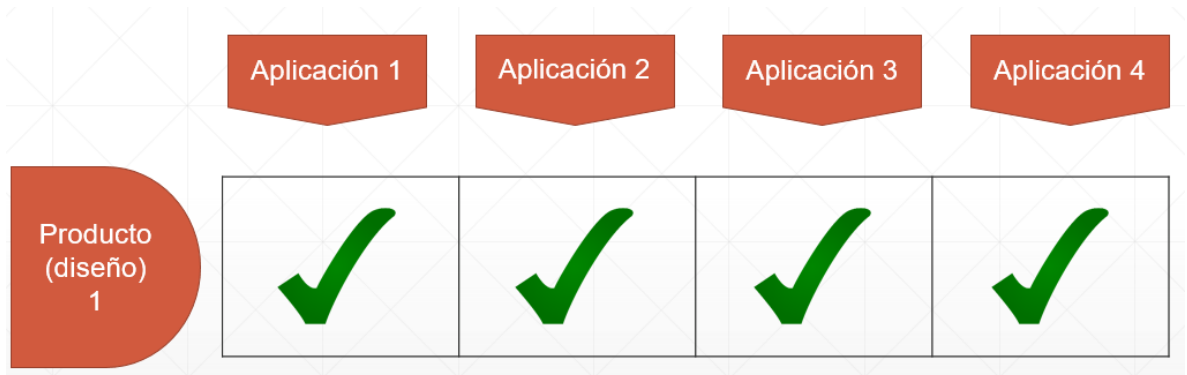 Aplicación 1
Aplicación 2
Aplicación 3
Aplicación 4
Producto
(diseño)
1